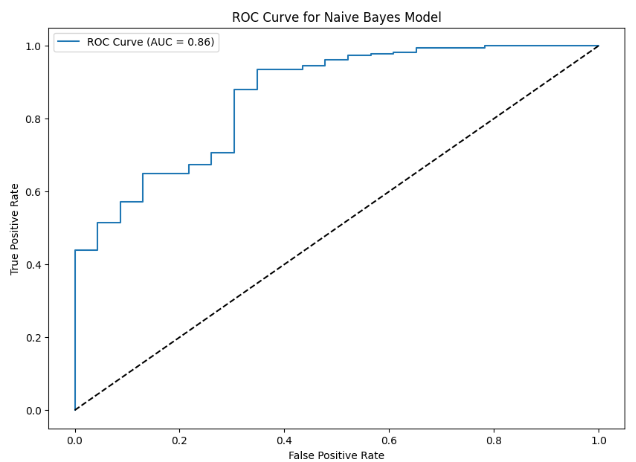 ROC Curve for Naive Bayes Model
ROC Curve (AUC = 0.86)
True Positive Rate
1.0
0.8
0.6
0.4
0.2
0.0
0.0 0.2 0.4 0.6 0.8 1.0
False Positive Rate